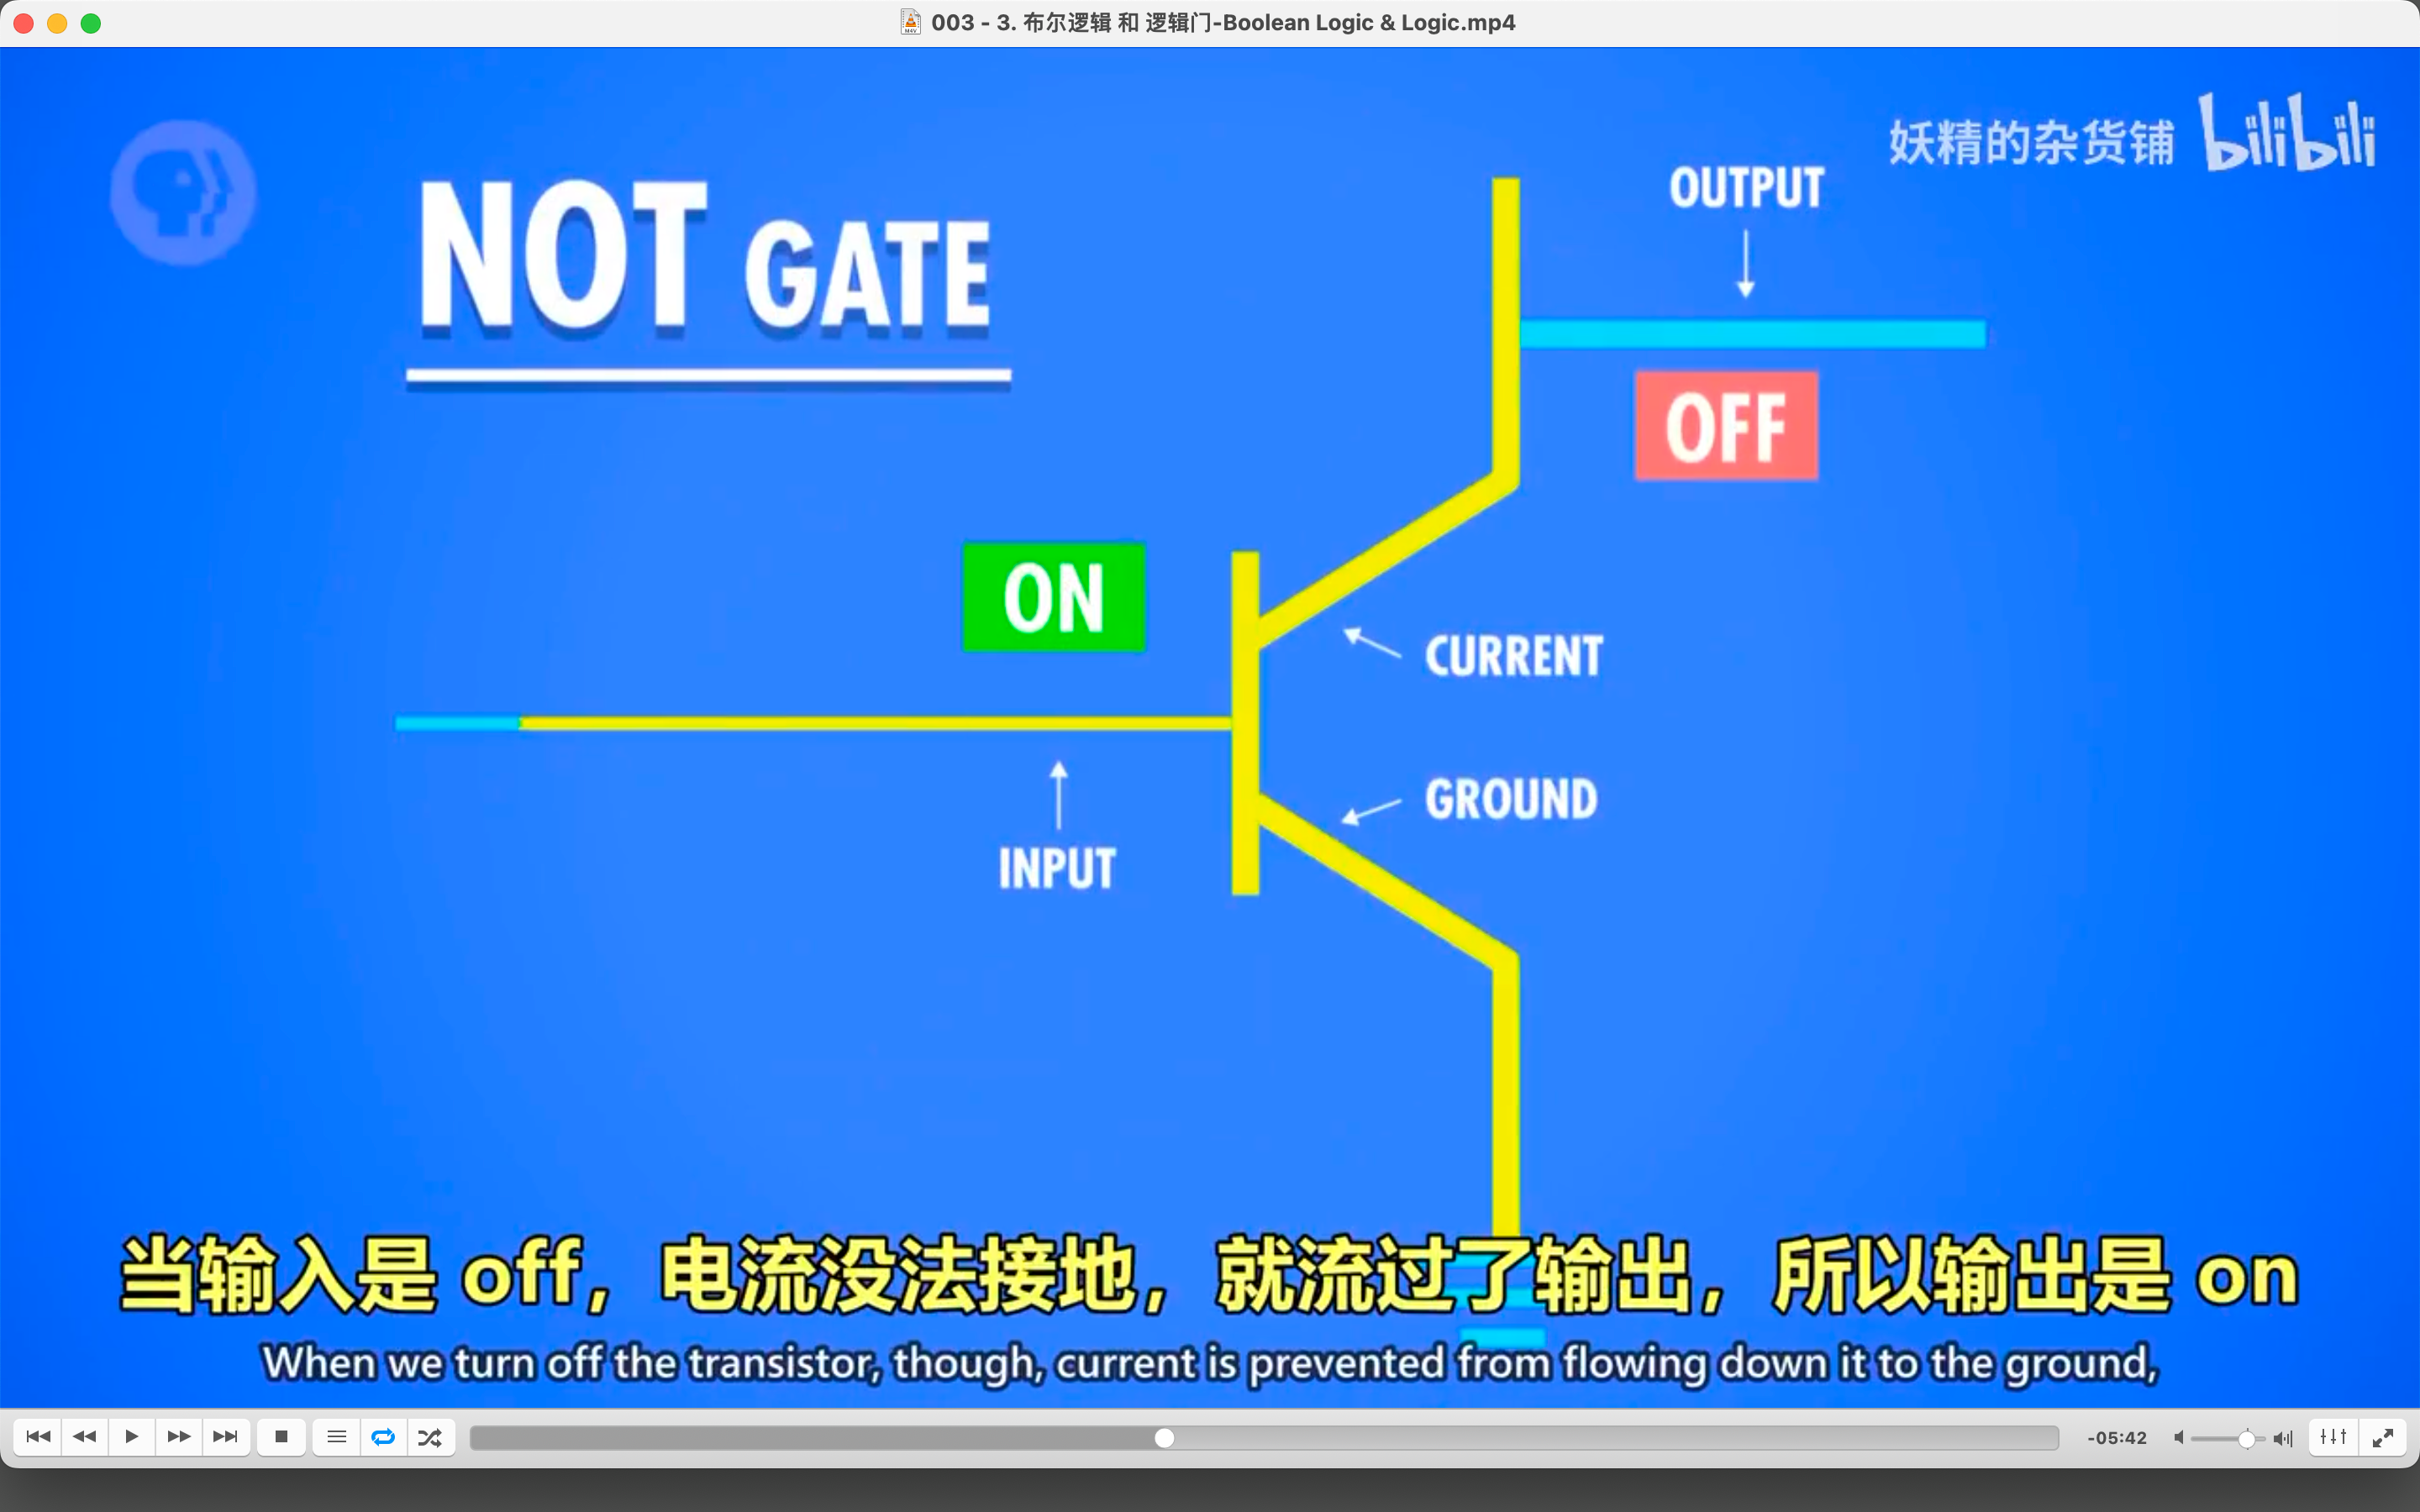 003 - 3. 布尔逻辑 和 逻辑门-Boolean Logic & Logic.mp4
妖精的杂货铺 bilibili
NOT GATE
OUTPUT
OFF
ON
CURRENT
GROUND
INPUT
当输入是 off，电流没法接地，就流过了输出，所以输出是 on
When we turn off the transistor, though, current is prevented from flowing down it to the ground,
-05:42